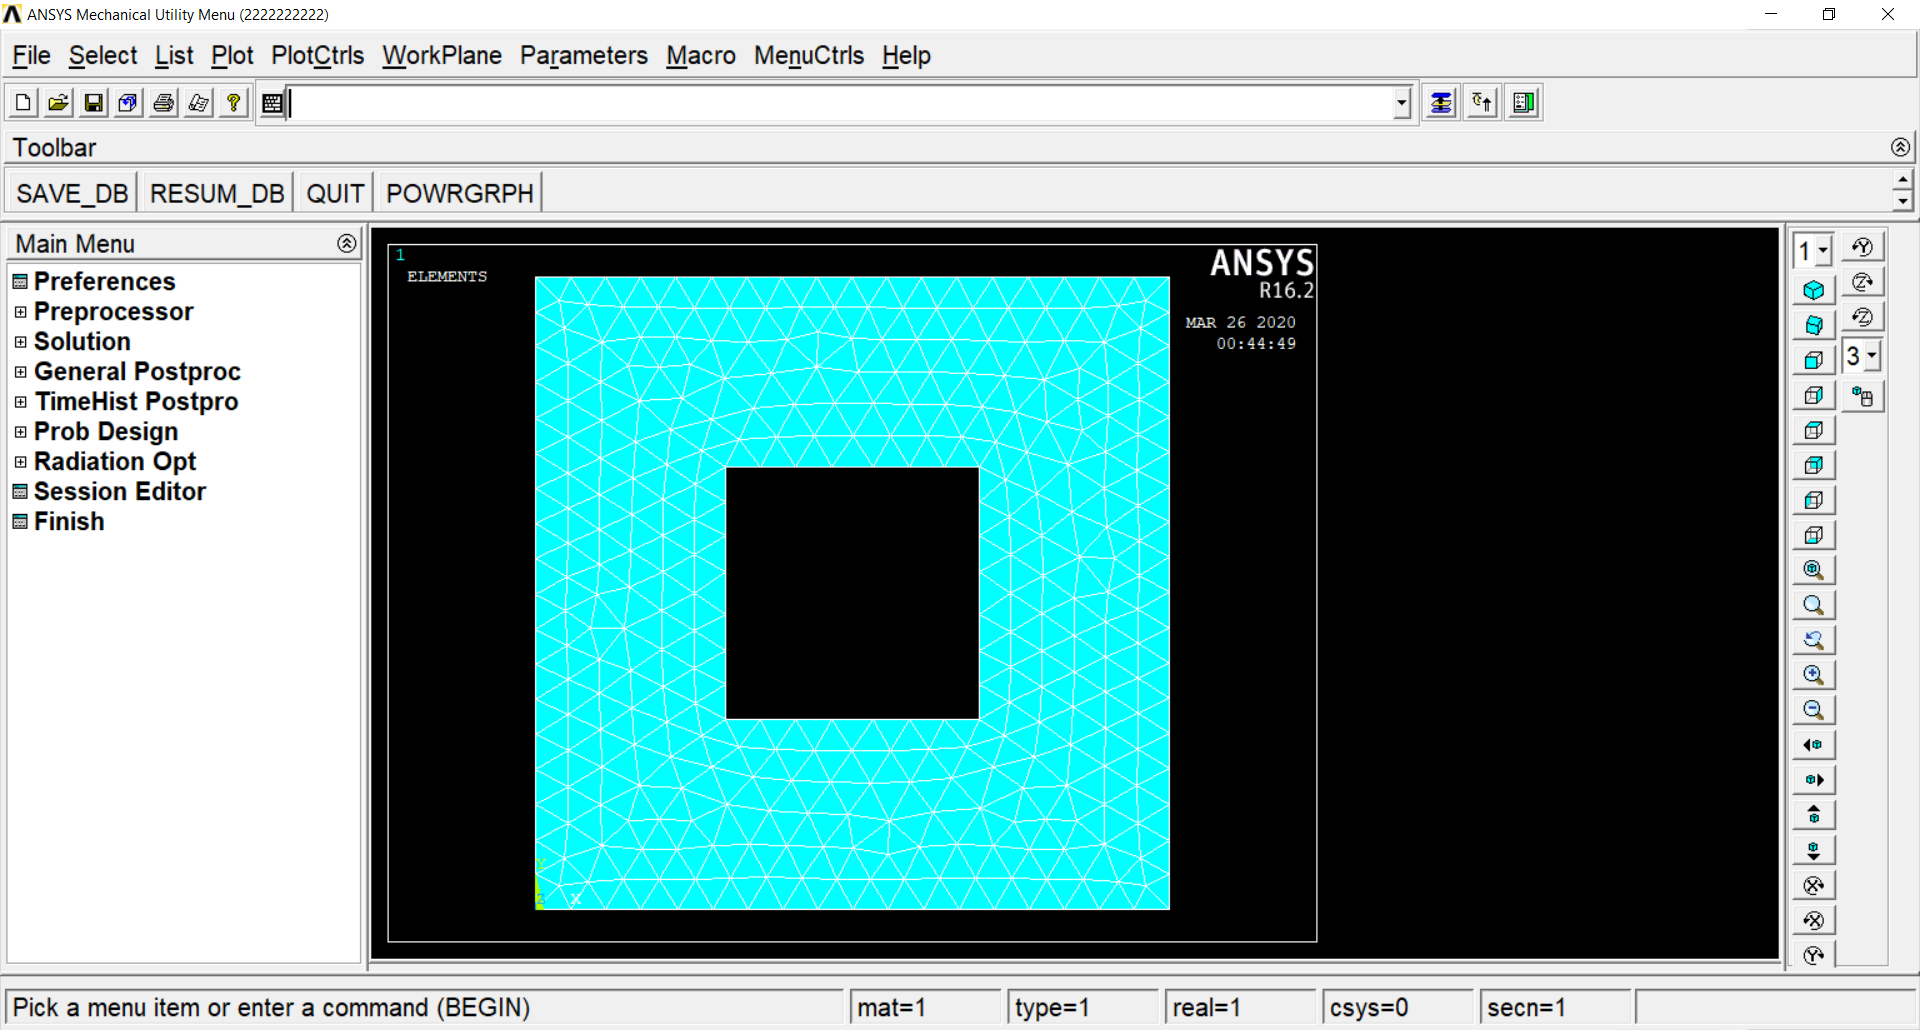 ANSYS Mechanical Utility Menu (2222222222)
File Select List Plot PlotCtrls WorkPlane Parameters Macro MenuCtrls Help
Toolbar
SAVE_DB RESUM_DB QUIT POWRGRPH
Main Menu
Preferences
Preprocessor
Solution
General Postproc
TimeHist Postpro
Prob Design
Radiation Opt
Session Editor
Finish
1
ELEMENTS
ANSYS
R16.2
MAR 26 2020
00:44:49
Y
Z X
1
3
Pick a menu item or enter a command (BEGIN) mat=1 type=1 real=1 csys=0 secn=1